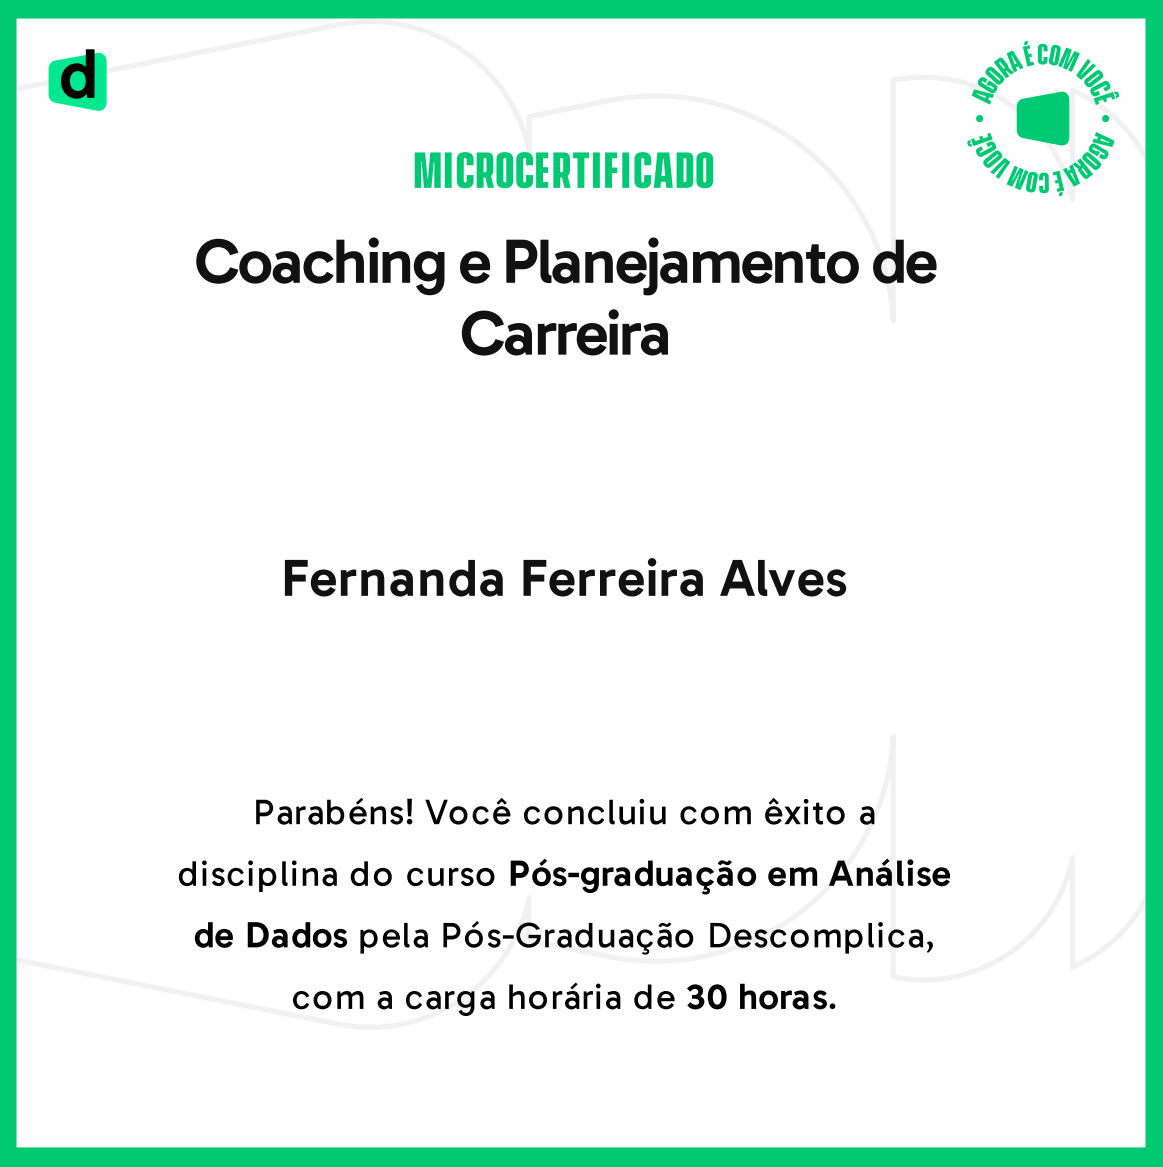 d
AGORA É COM VOCÊ • AGORA É COM VOCÊ •
MICROCERTIFICADO
Coaching e Planejamento de
Carreira
Fernanda Ferreira Alves
Parabéns! Você concluiu com êxito a
disciplina do curso Pós-graduação em Análise
de Dados pela Pós-Graduação Descomplica,
com a carga horária de 30 horas.